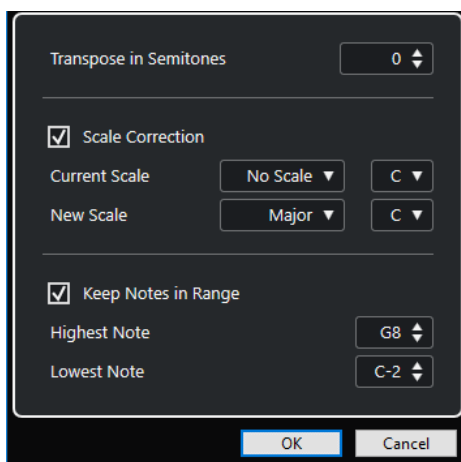 Transpose in Semitones 0
Scale Correction
Current Scale No Scale C
New Scale Major C
Keep Notes in Range
Highest Note G8
Lowest Note C-2
OK Cancel